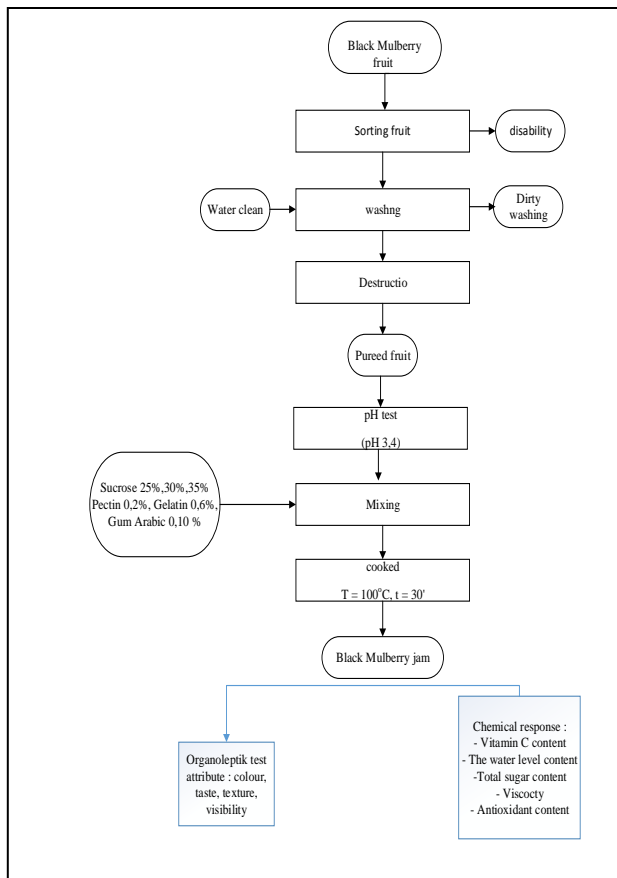 Black Mulberry
fruit
Sorting fruit
disability
Water clean
washng
Dirty
washing
Destructio
Pureed fruit
pH test
(pH 3,4)
Sucrose 25%,30%,35%
Pectin 0,2%, Gelatin 0,6%,
Gum Arabic 0,10 %
Mixing
cooked
T = 100°C, t = 30'
Black Mulberry jam
Organoleptik test
attribute : colour,
taste, texture,
visibility
Chemical response :
- Vitamin C content
- The water level content
-Total sugar content
- Viscocty
- Antioxidant content